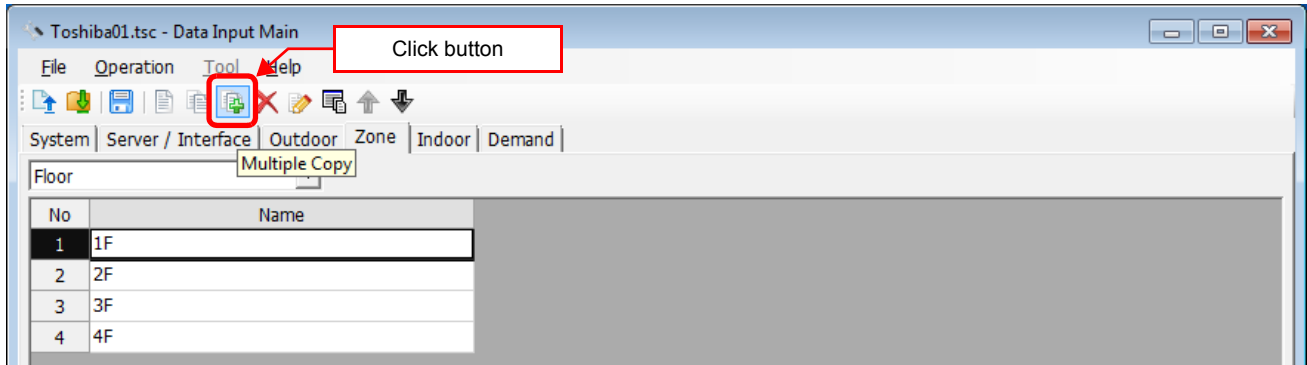 Toshiba01.tsc - Data Input Main
Click button
File Operation Tool Help
System Server / Interface Outdoor Zone Indoor Demand
Multiple Copy
Floor
No Name
1 1F
2 2F
3 3F
4 4F